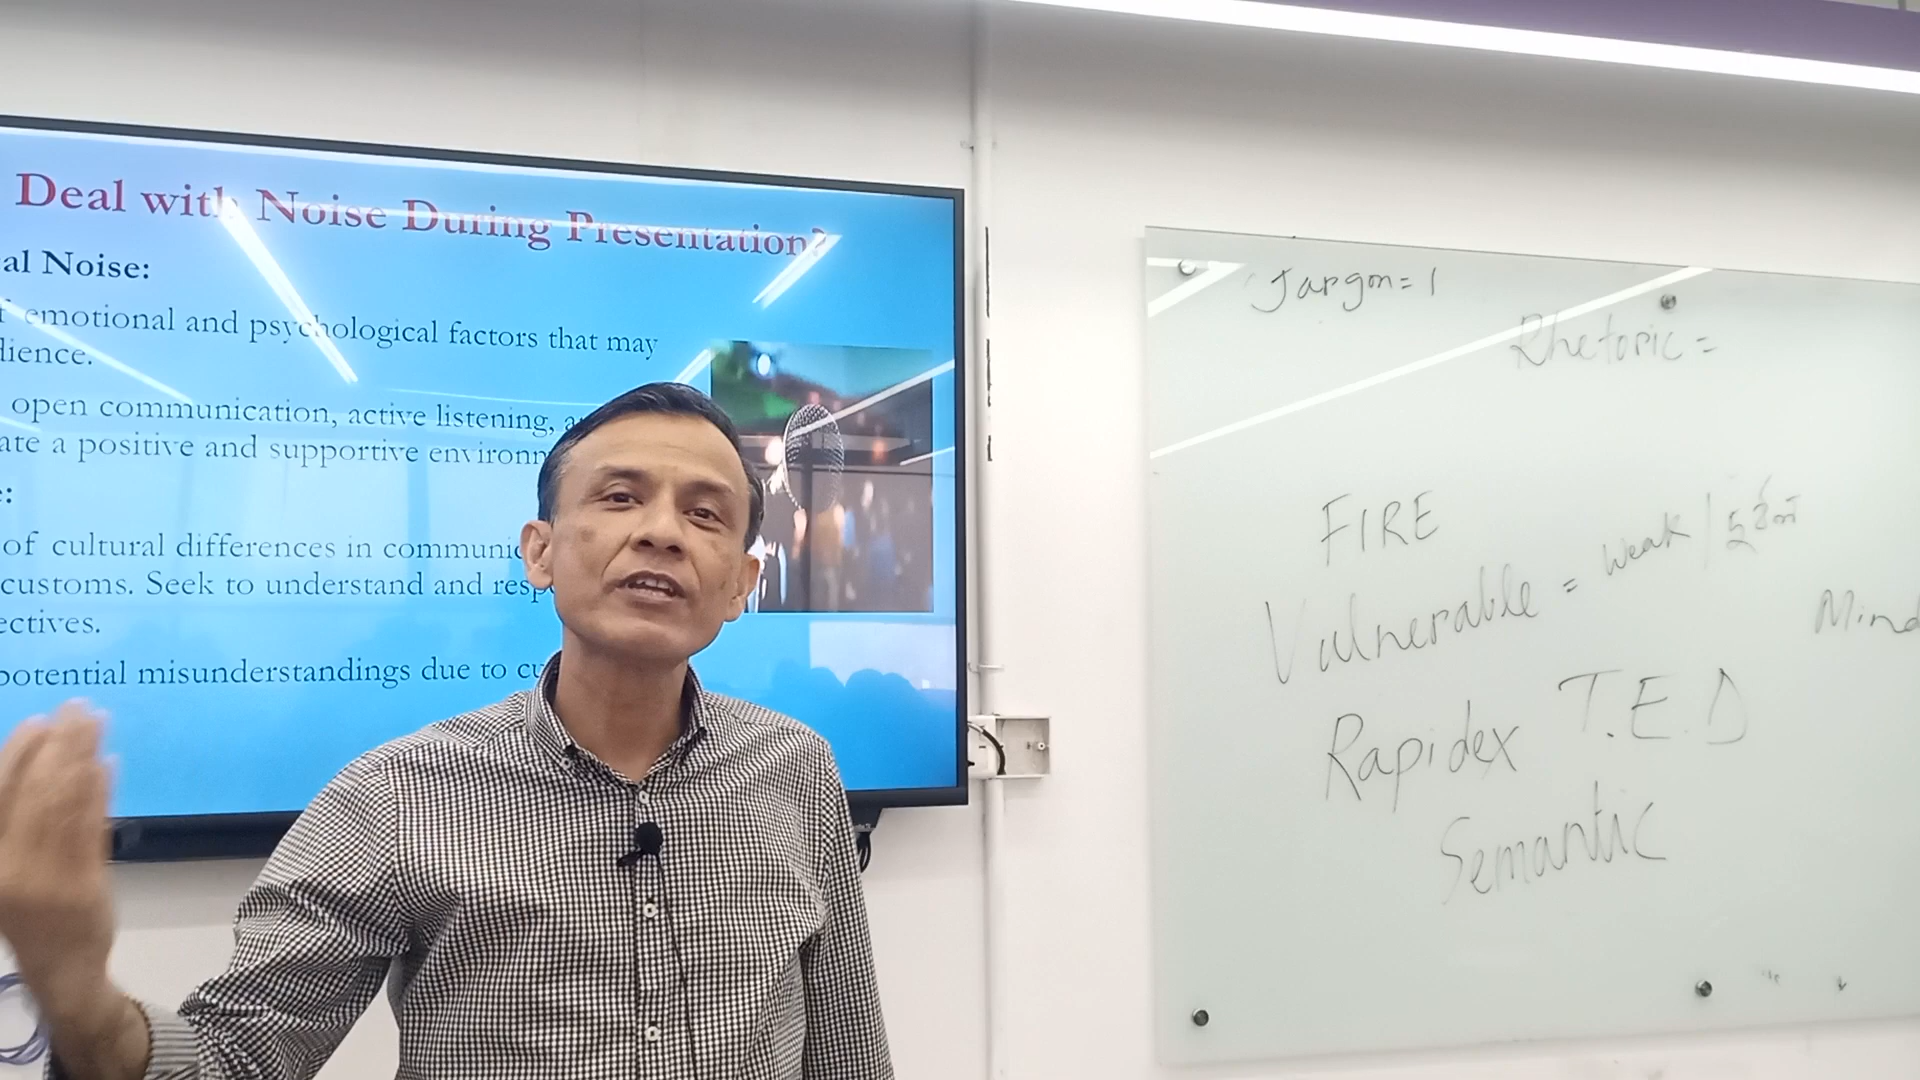 Deal with Noise During Presentation?
al Noise:
f emotional and psychological factors that may
dience.
open communication, active listening, a
ate a positive and supportive environm
e:
of cultural differences in communic
customs. Seek to understand and resp
ectives.
potential misunderstandings due to cu
Jargon = 1
Rhetoric =
FIRE
Vulnerable = weak /
Mind
Rapidex T.E.D
Semantic